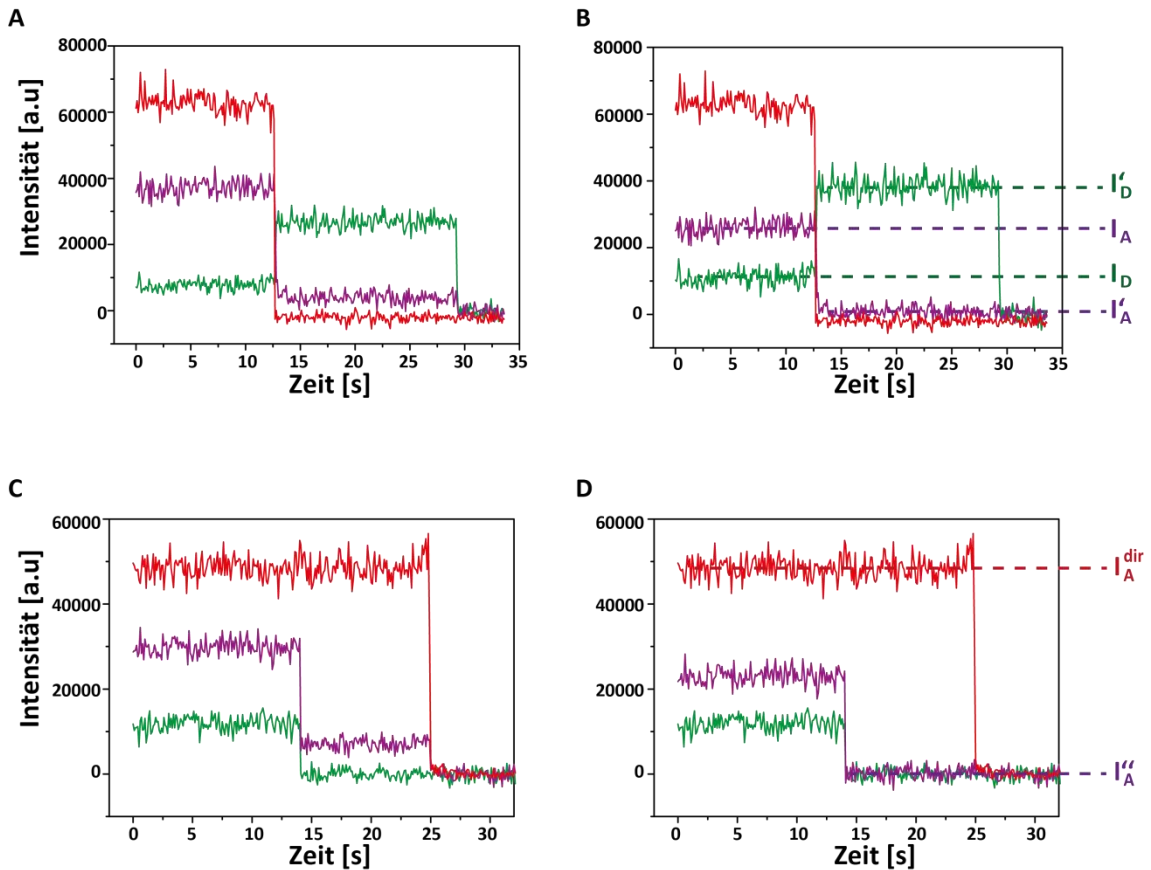 A
Intensität [a.u]
80000
60000
40000
20000
0
0 5 10 15 20 25 30 35
Zeit [s]
B
80000
60000
40000
20000
0
0 5 10 15 20 25 30 35
Zeit [s]
I‘D
IA
ID
I‘A
C
Intensität [a.u]
60000
40000
20000
0
0 5 10 15 20 25 30
Zeit [s]
D
60000
40000
20000
0
0 5 10 15 20 25 30
Zeit [s]
I dir A
I‘‘A